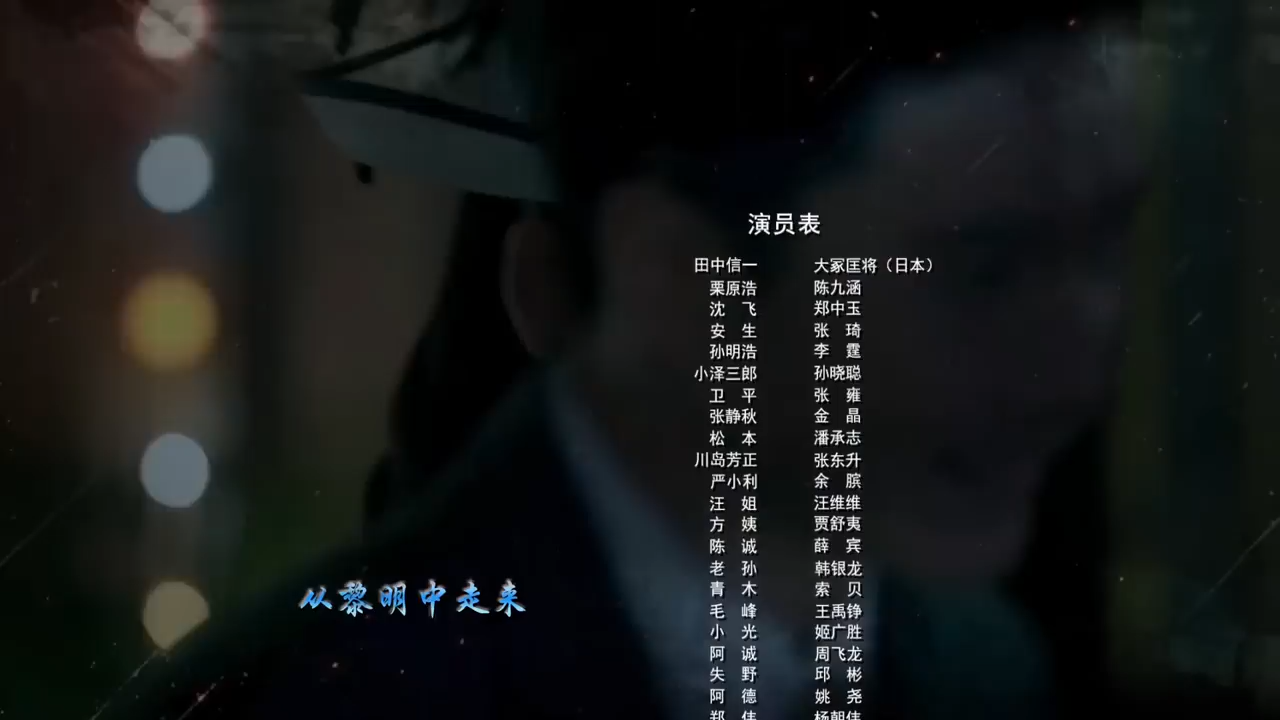 演员表
田中信一 大冢匡将（日本）
栗原浩 陈九涵
沈 飞 郑中玉
安 生 张 琦
孙明浩 李 霆
小泽三郎 孙晓聪
卫 平 张 雍
张静秋 金 晶
松 本 潘承志
川岛芳正 张东升
严小利 余 膑
汪 姐 汪维维
方 姨 贾舒夷
陈 诚 薛 宾
老 孙 韩银龙
青 木 索 贝
毛 峰 王禹铮
小 光 姬广胜
阿 诚 周飞龙
失 野 邱 彬
阿 德 姚 尧
郑 伟 杨朝伟
从黎明中走来